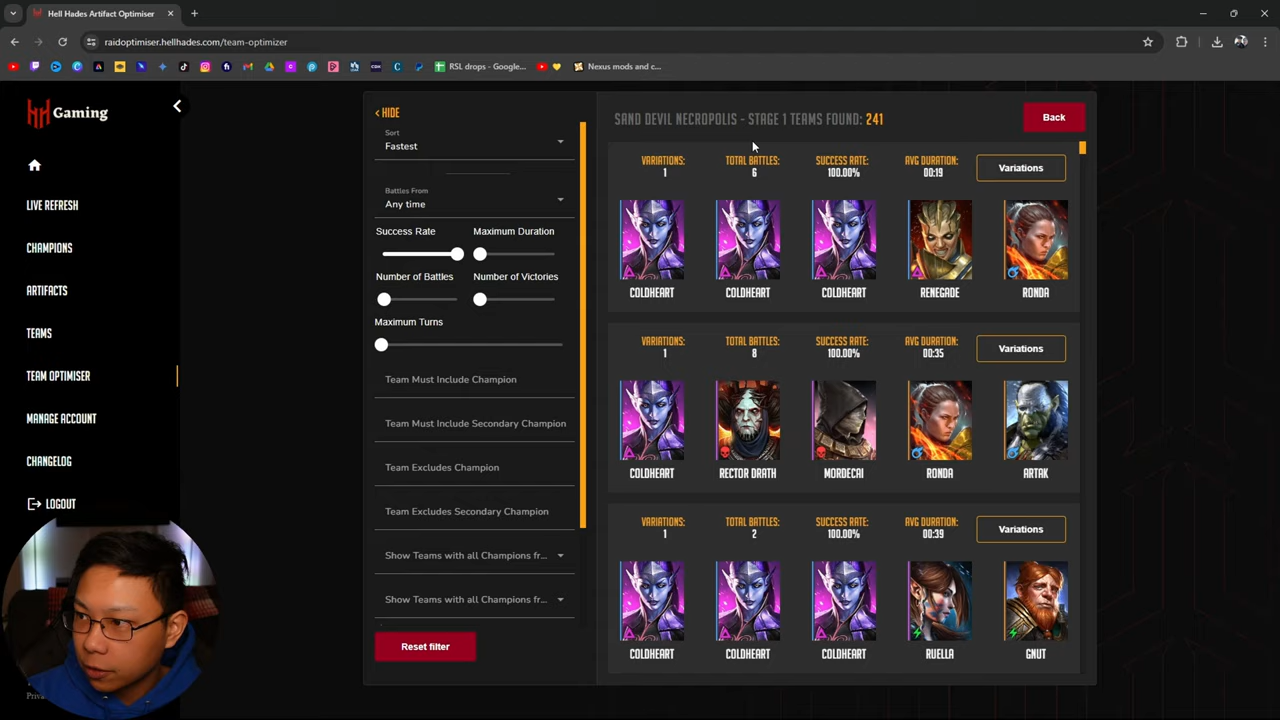 Hell Hades Artifact Optimiser
raidoptimiser.hellhades.com/team-optimizer
RSL drops - Google...
Nexus mods and c...
HH Gaming
LIVE REFRESH
CHAMPIONS
ARTIFACTS
TEAMS
TEAM OPTIMISER
MANAGE ACCOUNT
CHANGELOG
LOGOUT
< HIDE
Sort
Fastest
Battles From
Any time
Success Rate
Maximum Duration
Number of Battles
Number of Victories
Maximum Turns
Team Must Include Champion
Team Must Include Secondary Champion
Team Excludes Champion
Team Excludes Secondary Champion
Show Teams with all Champions fr...
Show Teams with all Champions fr...
Reset filter
SAND DEVIL NECROPOLIS - STAGE 1 TEAMS FOUND: 241
Back
VARIATIONS: TOTAL BATTLES: SUCCESS RATE: AVG DURATION: Variations
1 6 100.00% 00:19
COLDHEART COLDHEART COLDHEART RENEGADE RONDA
VARIATIONS: TOTAL BATTLES: SUCCESS RATE: AVG DURATION: Variations
1 8 100.00% 00:35
COLDHEART RECTOR DRATH MORDECAI RONDA ARTAK
VARIATIONS: TOTAL BATTLES: SUCCESS RATE: AVG DURATION: Variations
1 2 100.00% 00:39
COLDHEART COLDHEART COLDHEART RUELLA GNUT